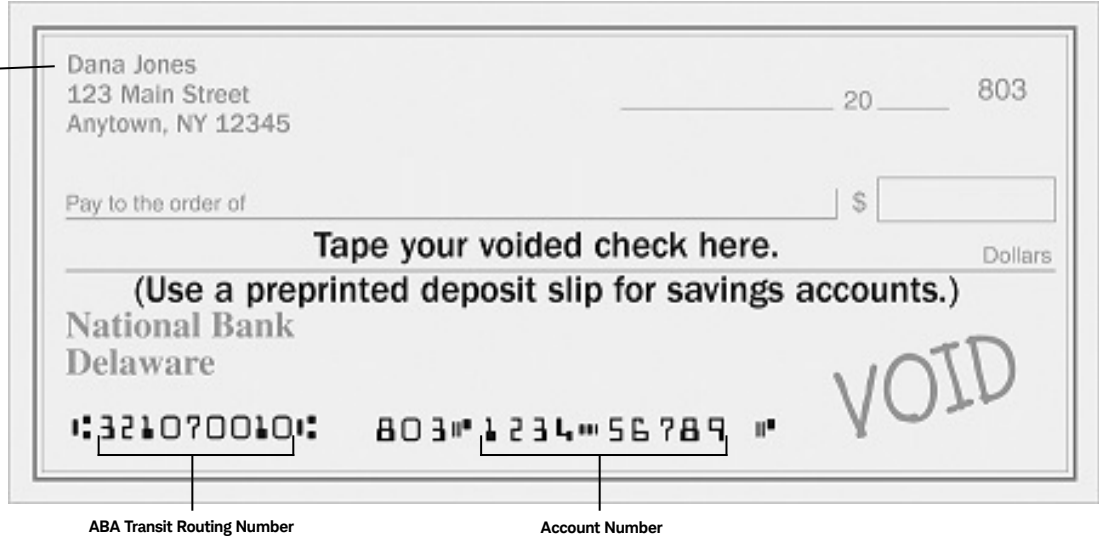 Dana Jones
123 Main Street
Anytown, NY 12345
20 803
Pay to the order of $
Tape your voided check here.
Dollars
(Use a preprinted deposit slip for savings accounts.)
National Bank
Delaware
VOID
⑆321070010⑆ 803⑈1234⑉56789 ⑈
ABA Transit Routing Number Account Number